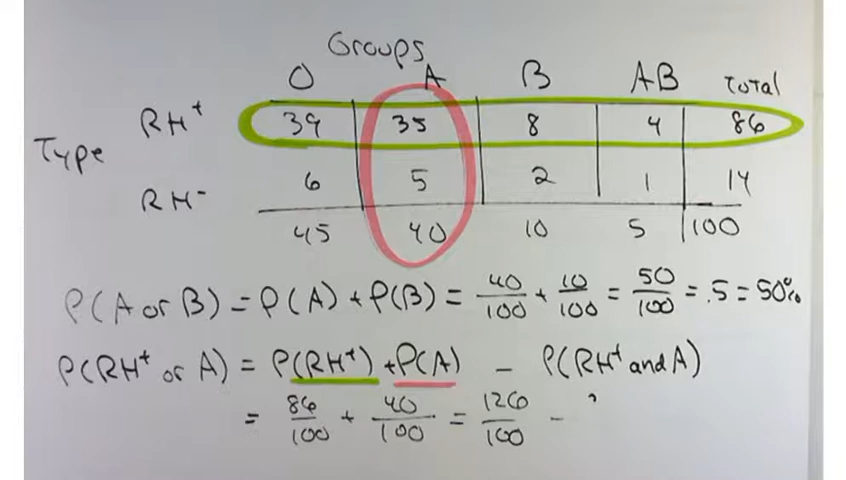 Groups
O A B AB Total
RH+ 39 35 8 4 86
Type
RH- 6 5 2 1 14
45 40 10 5 100
P(A or B) = P(A) + P(B) = 40/100 + 10/100 = 50/100 = .5 = 50%
P(RH+ or A) = P(RH+) + P(A) - P(RH+ and A)
= 86/100 + 40/100 = 126/100 -